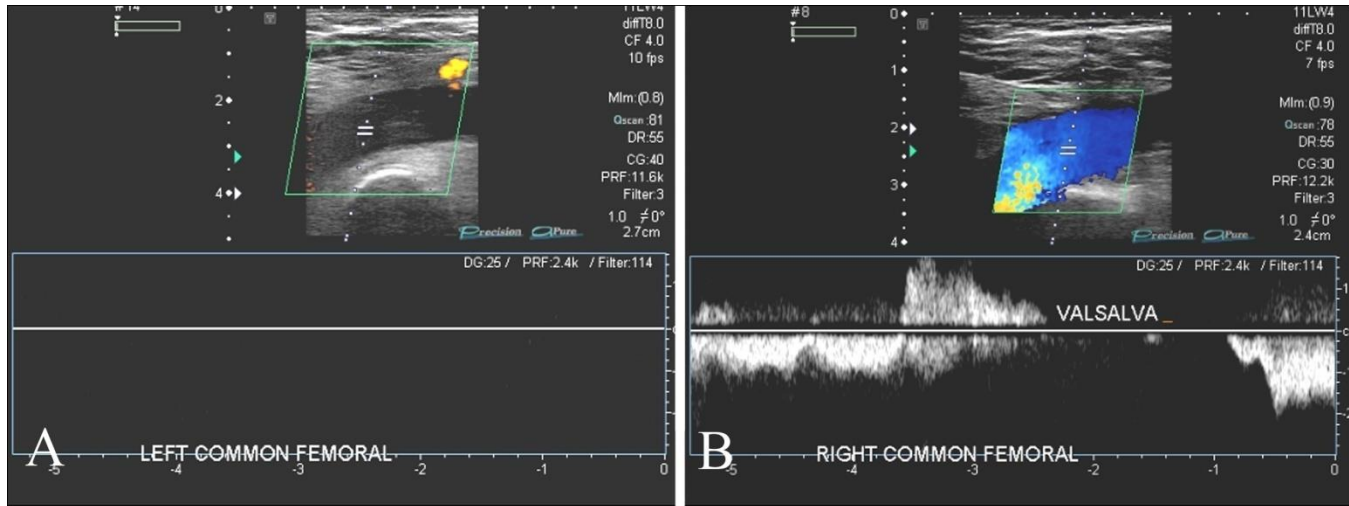 #14
0
2
4
11LW4
diffT8.0
CF 4.0
10 fps
MIm:(0.8)
Qscan :81
DR:55
CG:40
PRF:11.6k
Filter:3
1.0 ≠0°
2.7cm
Precision APure
DG:25 / PRF:2.4k / Filter:114
A
LEFT COMMON FEMORAL
-5 -4 -3 -2 -1 0
#8
0
1
2
3
4
11LW4
diffT8.0
CF 4.0
7 fps
MIm:(0.9)
Qscan :78
DR:55
CG:30
PRF:12.2k
Filter:3
1.0 ≠0°
2.4cm
Precision APure
DG:25 / PRF:2.4k / Filter:114
VALSALVA _
B
RIGHT COMMON FEMORAL
-5 -4 -3 -2 -1 0